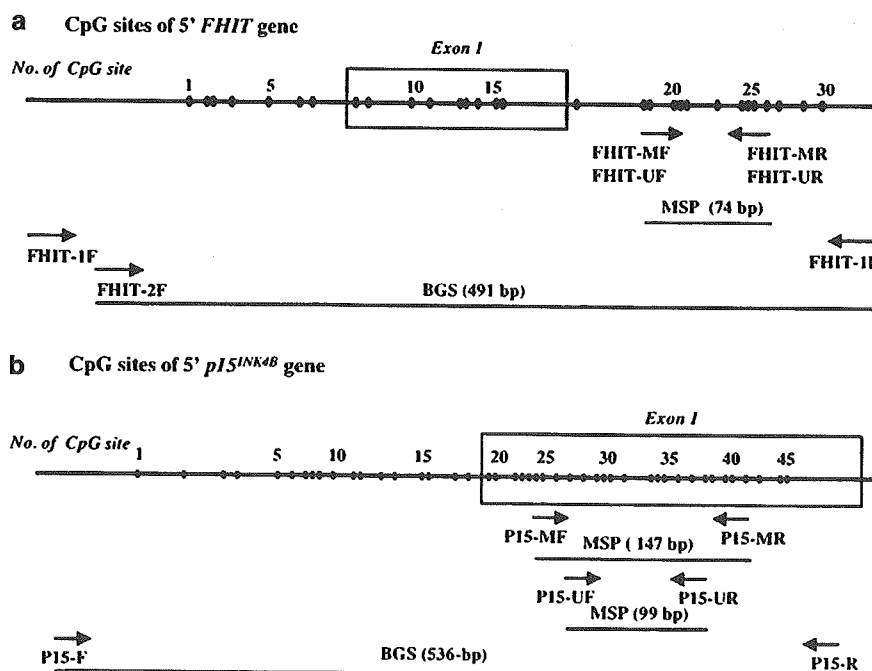 a CpG sites of 5' FHIT gene
Exon 1
No. of CpG site
1 5 10 15 20 25 30
FHIT-MF FHIT-MR
FHIT-UF FHIT-UR
MSP (74 bp)
FHIT-1F FHIT-1
FHIT-2F BGS (491 bp)
b CpG sites of 5' p15INK4B gene
Exon 1
No. of CpG site
1 5 10 15 20 25 30 35 40 45
P15-MF MSP ( 147 bp) P15-MR
P15-UF P15-UR
MSP (99 bp)
P15-F BGS (536-bp) P15-R